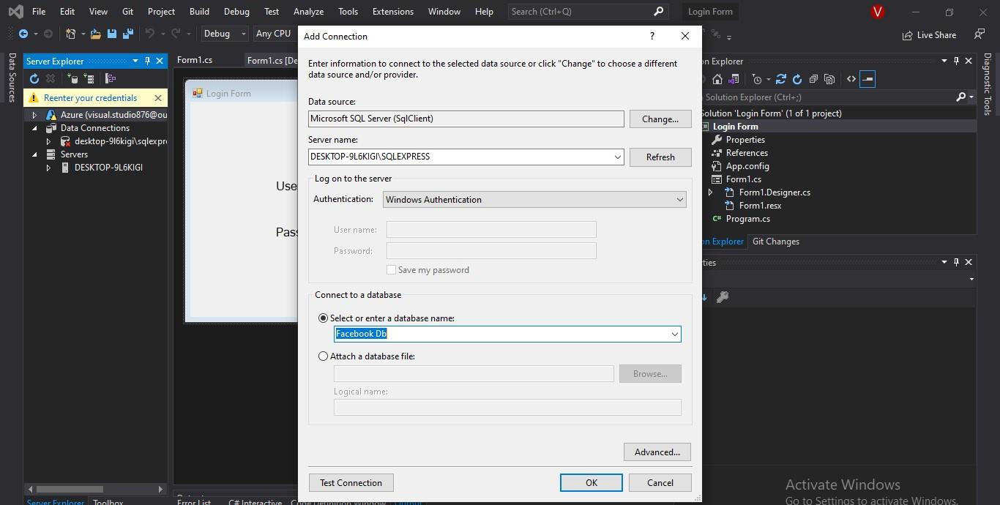 File Edit View Git Project Build Debug Test Analyze Tools Extensions Window Help Search (Ctrl+Q) Login Form V
Debug Any CPU Live Share
Add Connection ?
Enter information to connect to the selected data source or click "Change" to choose a different
data source and/or provider.
Data source:
Microsoft SQL Server (SqlClient) Change...
Server name:
DESKTOP-9L6KIGI\SQLEXPRESS Refresh
Log on to the server
Authentication: Windows Authentication
User name:
Password:
Save my password
Connect to a database
Select or enter a database name:
Facebook Db
Attach a database file:
Browse...
Logical name:
Advanced...
Test Connection OK Cancel
Data Sources
Server Explorer
Reenter your credentials
Azure (visual.studio876@ou
Data Connections
desktop-9l6kigi\sqlexpre
Servers
DESKTOP-9L6KIGI
Server Explorer Toolbox
Form1.cs Form1.cs [De
Login Form
Use
Pass
Error List C# Interactive Code Definition Window Output
on Explorer
Solution Explorer (Ctrl+;)
Solution 'Login Form' (1 of 1 project)
Login Form
Properties
References
App.config
Form1.cs
Form1.Designer.cs
Form1.resx
Program.cs
on Explorer Git Changes
ties
Diagnostic Tools
Activate Windows
Go to Settings to activate Windows.